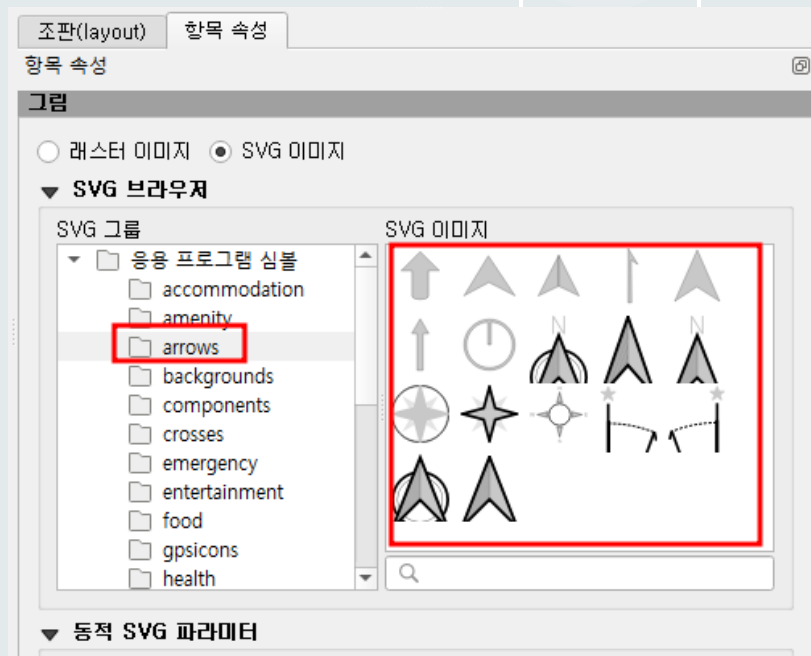 조판(layout) 항목 속성
항목 속성
그림
래스터 이미지 SVG 이미지
SVG 브라우저
SVG 그룹 SVG 이미지
응용 프로그램 심볼
accommodation
amenity
arrows
backgrounds
components
crosses
emergency
entertainment
food
gpsicons
health
N N
동적 SVG 파라미터